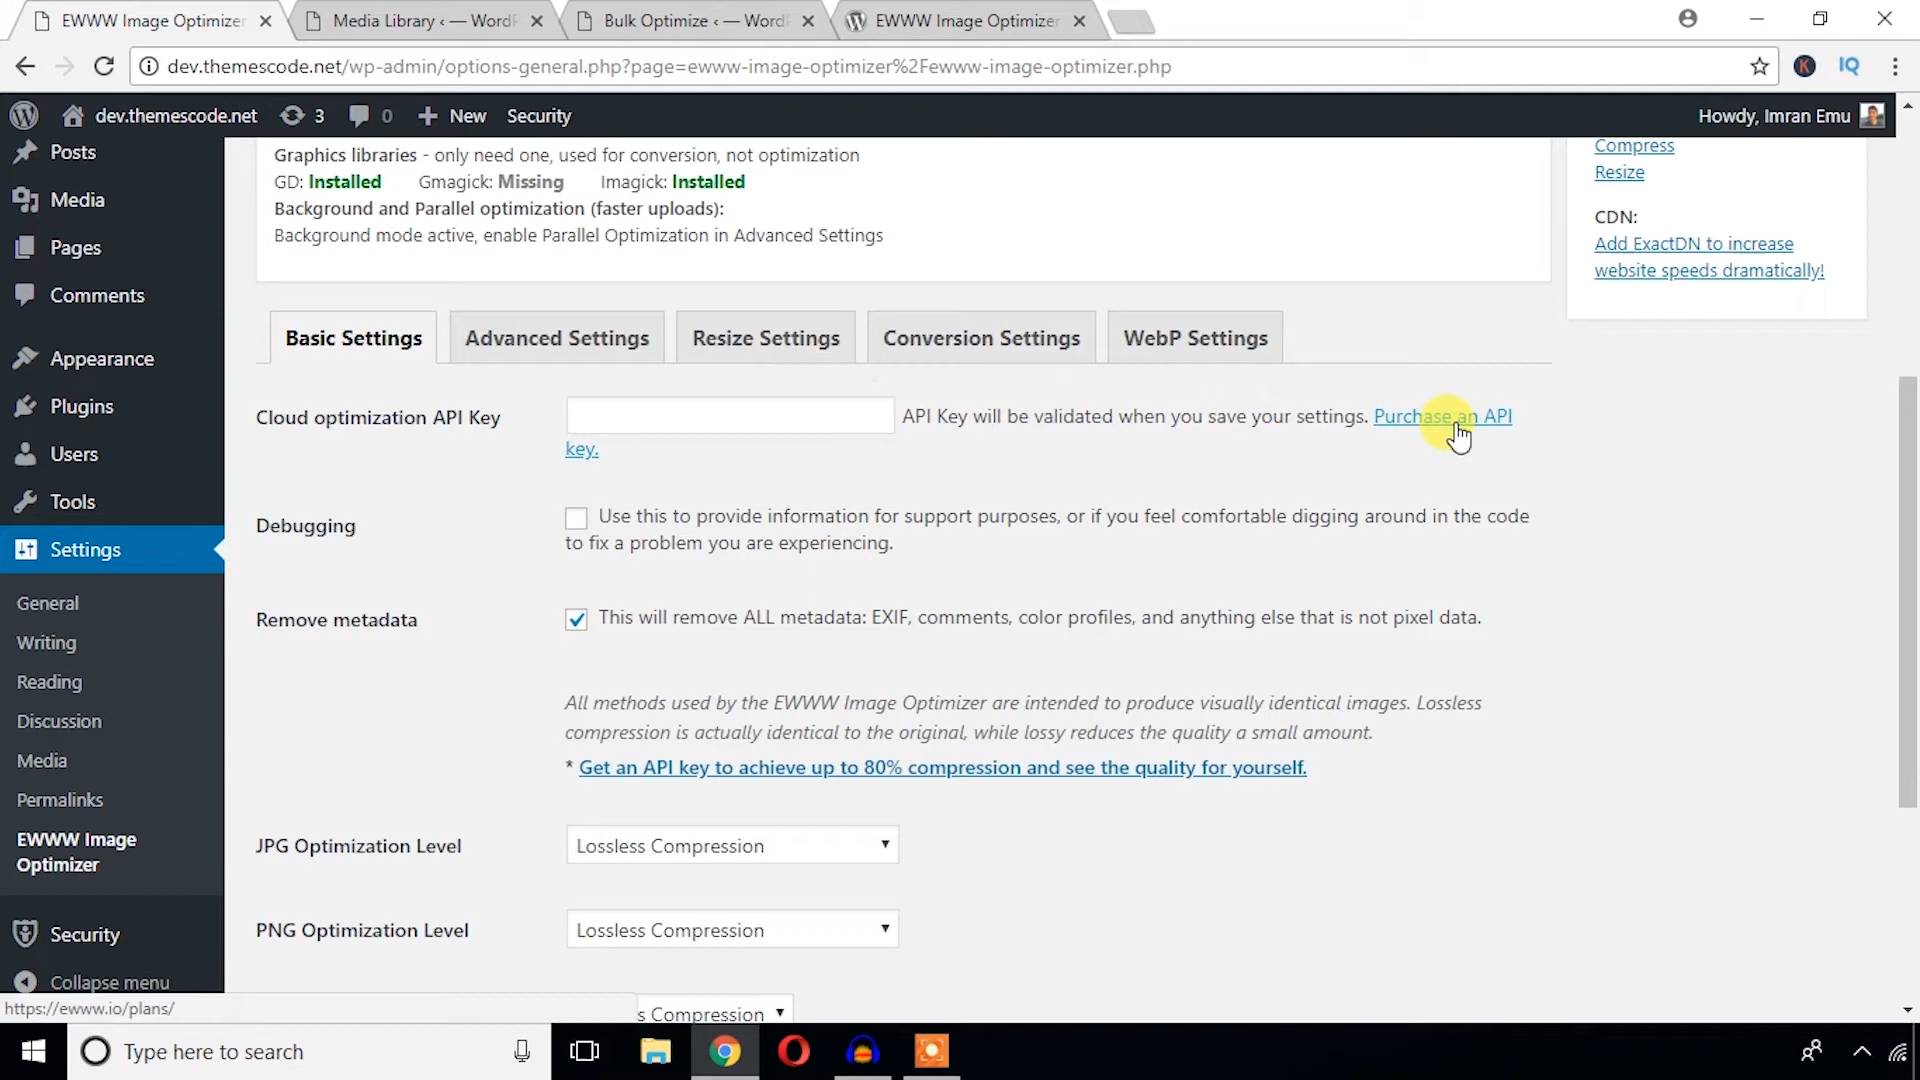 EWWW Image Optimizer
Media Library ‹ — WordP
Bulk Optimize ‹ — WordP
EWWW Image Optimizer
dev.themescode.net/wp-admin/options-general.php?page=ewww-image-optimizer%2Fewww-image-optimizer.php
K
IQ
dev.themescode.net
3
0
+ New
Security
Howdy, Imran Emu
Posts
Media
Pages
Comments
Appearance
Plugins
Users
Tools
Settings
General
Writing
Reading
Discussion
Media
Permalinks
EWWW Image
Optimizer
Security
Collapse menu
Graphics libraries - only need one, used for conversion, not optimization
GD: Installed Gmagick: Missing Imagick: Installed
Background and Parallel optimization (faster uploads):
Background mode active, enable Parallel Optimization in Advanced Settings
Compress
Resize
CDN:
Add ExactDN to increase
website speeds dramatically!
Basic Settings
Advanced Settings
Resize Settings
Conversion Settings
WebP Settings
Cloud optimization API Key
API Key will be validated when you save your settings. Purchase an API
key.
Debugging
Use this to provide information for support purposes, or if you feel comfortable digging around in the code
to fix a problem you are experiencing.
Remove metadata
This will remove ALL metadata: EXIF, comments, color profiles, and anything else that is not pixel data.
All methods used by the EWWW Image Optimizer are intended to produce visually identical images. Lossless
compression is actually identical to the original, while lossy reduces the quality a small amount.
* Get an API key to achieve up to 80% compression and see the quality for yourself.
JPG Optimization Level
Lossless Compression
PNG Optimization Level
Lossless Compression
s Compression
https://ewww.io/plans/
Type here to search